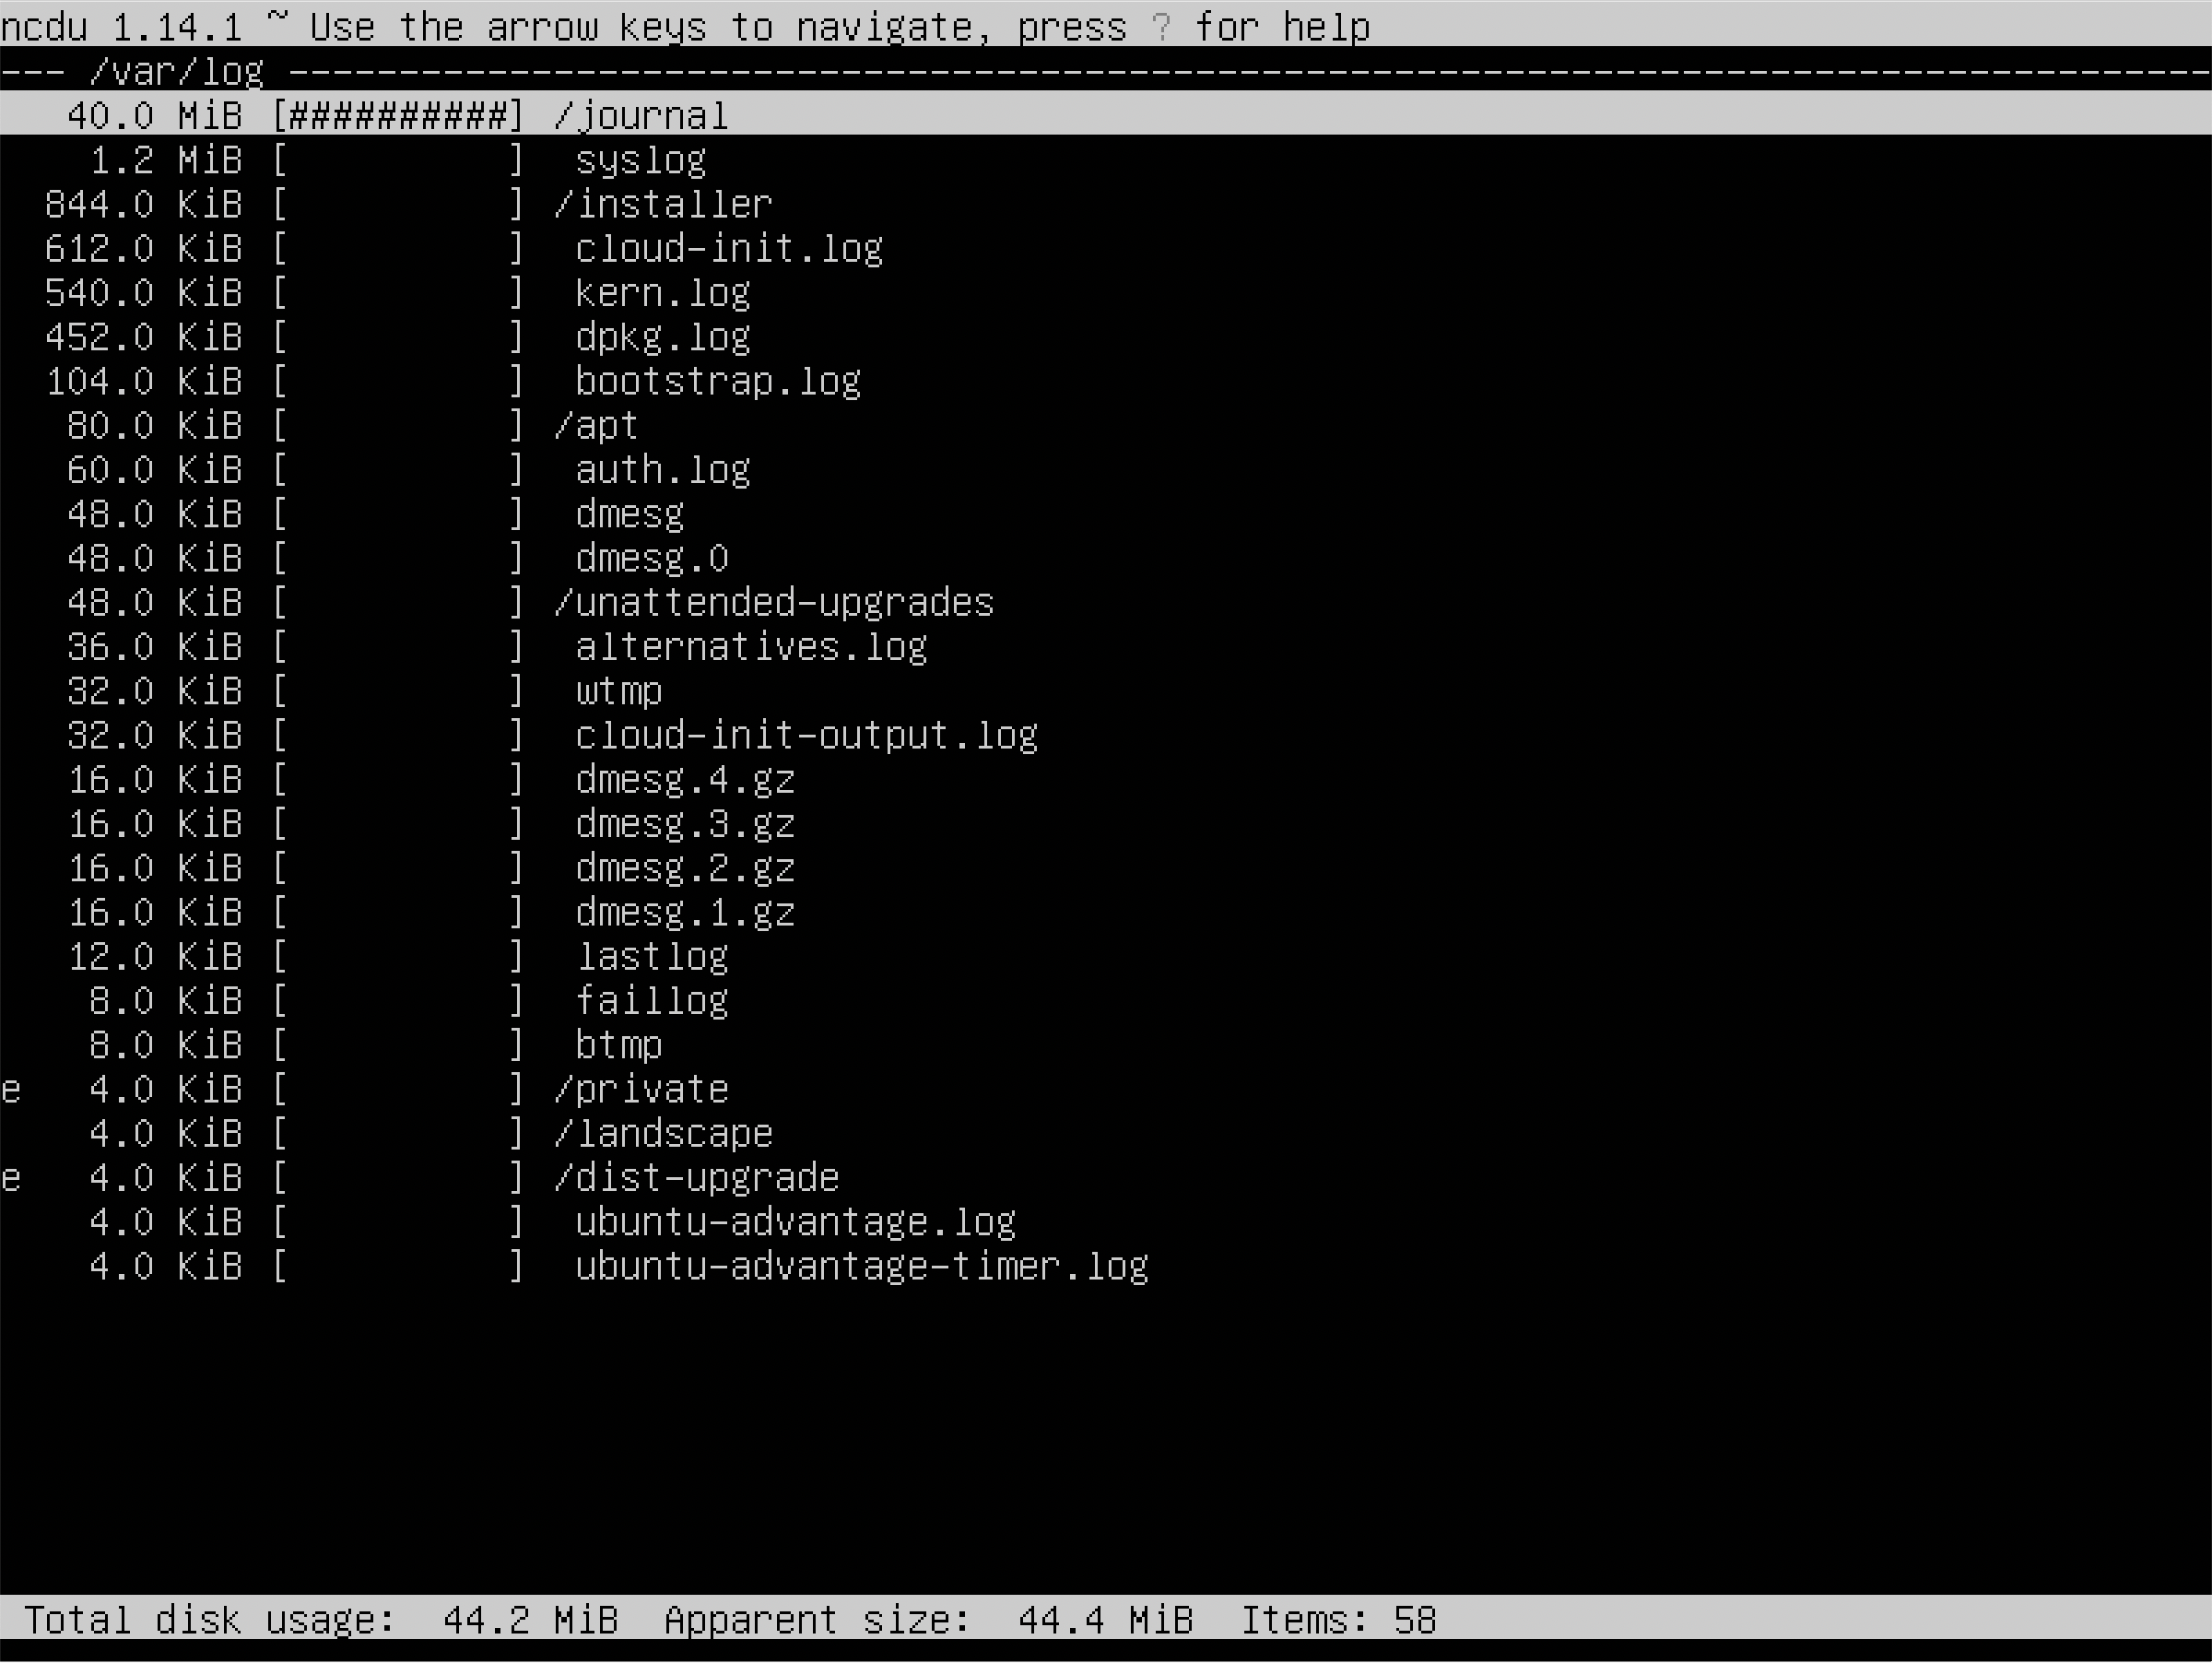 ncdu 1.14.1 ~ Use the arrow keys to navigate, press ? for help
--- /var/log ----------------------------------------------------------------------------------------
   40.0 MiB [##########] /journal
    1.2 MiB [          ]  syslog
  844.0 KiB [          ] /installer
  612.0 KiB [          ]  cloud-init.log
  540.0 KiB [          ]  kern.log
  452.0 KiB [          ]  dpkg.log
  104.0 KiB [          ]  bootstrap.log
   80.0 KiB [          ] /apt
   60.0 KiB [          ]  auth.log
   48.0 KiB [          ]  dmesg
   48.0 KiB [          ]  dmesg.0
   48.0 KiB [          ] /unattended-upgrades
   36.0 KiB [          ]  alternatives.log
   32.0 KiB [          ]  wtmp
   32.0 KiB [          ]  cloud-init-output.log
   16.0 KiB [          ]  dmesg.4.gz
   16.0 KiB [          ]  dmesg.3.gz
   16.0 KiB [          ]  dmesg.2.gz
   16.0 KiB [          ]  dmesg.1.gz
   12.0 KiB [          ]  lastlog
    8.0 KiB [          ]  faillog
    8.0 KiB [          ]  btmp
e   4.0 KiB [          ] /private
    4.0 KiB [          ] /landscape
e   4.0 KiB [          ] /dist-upgrade
    4.0 KiB [          ]  ubuntu-advantage.log
    4.0 KiB [          ]  ubuntu-advantage-timer.log
 Total disk usage:  44.2 MiB  Apparent size:  44.4 MiB  Items: 58